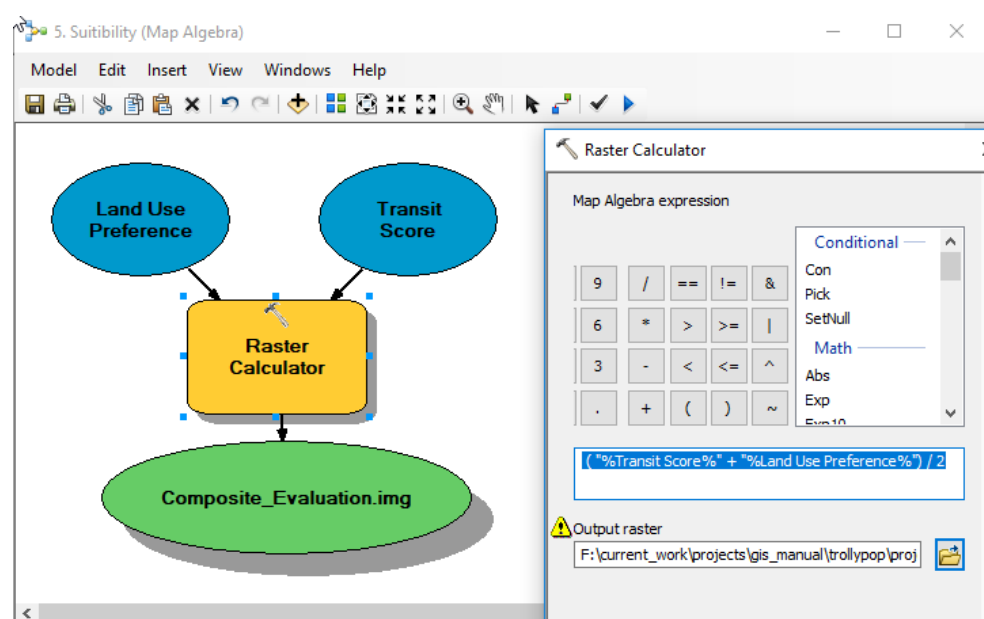 5. Suitibility (Map Algebra)
Model Edit Insert View Windows Help
Land Use
Preference
Transit
Score
Raster
Calculator
Composite_Evaluation.img
Raster Calculator
Map Algebra expression
9 / == != &
6 * > >= |
3 - < <= ^
. + ( ) ~
Conditional
Con
Pick
SetNull
Math
Abs
Exp
Exp10
( "%Transit Score%" + "%Land Use Preference%") / 2
Output raster
F:\current_work\projects\gis_manual\trollypop\proj